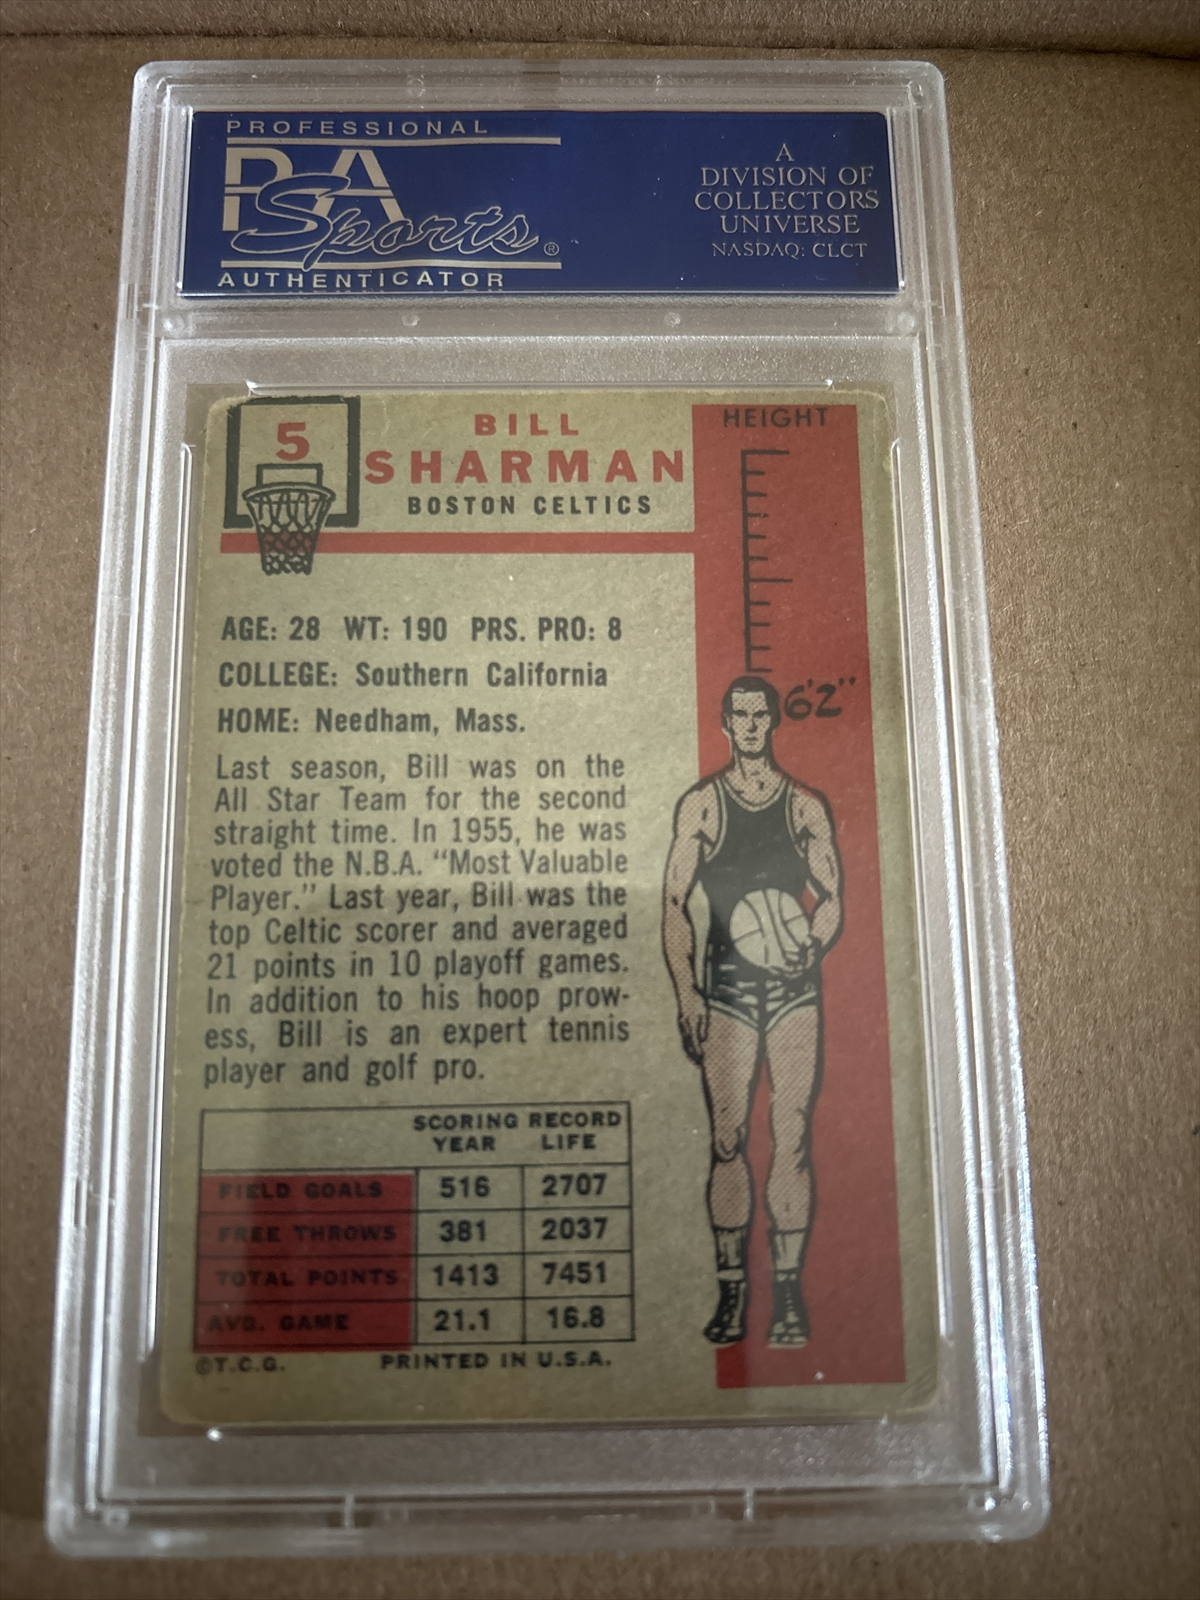 PROFESSIONAL
PSA
Sports®
AUTHENTICATOR
A
DIVISION OF
COLLECTORS
UNIVERSE
NASDAQ: CLCT
5
BILL
SHARMAN
BOSTON CELTICS
HEIGHT
6'2"
AGE: 28 WT: 190 PRS. PRO: 8
COLLEGE: Southern California
HOME: Needham, Mass.
Last season, Bill was on the
All Star Team for the second
straight time. In 1955, he was
voted the N.B.A. "Most Valuable
Player." Last year, Bill was the
top Celtic scorer and averaged
21 points in 10 playoff games.
In addition to his hoop prow-
ess, Bill is an expert tennis
player and golf pro.
SCORING RECORD
YEAR LIFE
FIELD GOALS 516 2707
FREE THROWS 381 2037
TOTAL POINTS 1413 7451
AVG. GAME 21.1 16.8
©T.C.G. PRINTED IN U.S.A.